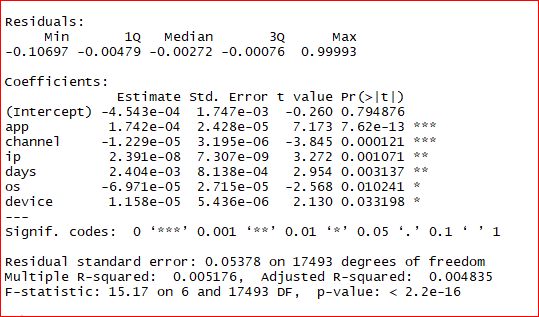 Residuals:
     Min       1Q   Median       3Q      Max
-0.10697 -0.00479 -0.00272 -0.00076  0.99993
Coefficients:
              Estimate Std. Error t value Pr(>|t|)
(Intercept) -4.543e-04  1.747e-03  -0.260 0.794876
app          1.742e-04  2.428e-05   7.173 7.62e-13 ***
channel     -1.229e-05  3.195e-06  -3.845 0.000121 ***
ip           2.391e-08  7.307e-09   3.272 0.001071 **
days         2.404e-03  8.138e-04   2.954 0.003137 **
os          -6.971e-05  2.715e-05  -2.568 0.010241 *
device       1.158e-05  5.436e-06   2.130 0.033198 *
---
Signif. codes:  0 ‘***’ 0.001 ‘**’ 0.01 ‘*’ 0.05 ‘.’ 0.1 ‘ ’ 1
Residual standard error: 0.05378 on 17493 degrees of freedom
Multiple R-squared:  0.005176,	Adjusted R-squared:  0.004835
F-statistic: 15.17 on 6 and 17493 DF,  p-value: < 2.2e-16